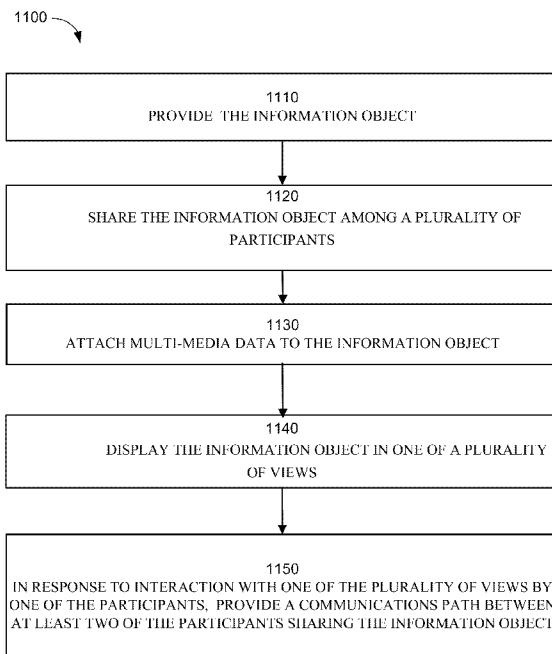 1100
1110
PROVIDE THE INFORMATION OBJECT
1120
SHARE THE INFORMATION OBJECT AMONG A PLURALITY OF
PARTICIPANTS
1130
ATTACH MULTI-MEDIA DATA TO THE INFORMATION OBJECT
1140
DISPLAY THE INFORMATION OBJECT IN ONE OF A PLURALITY
OF VIEWS
1150
IN RESPONSE TO INTERACTION WITH ONE OF THE PLURALITY OF VIEWS BY
ONE OF THE PARTICIPANTS, PROVIDE A COMMUNICATIONS PATH BETWEEN
AT LEAST TWO OF THE PARTICIPANTS SHARING THE INFORMATION OBJECT